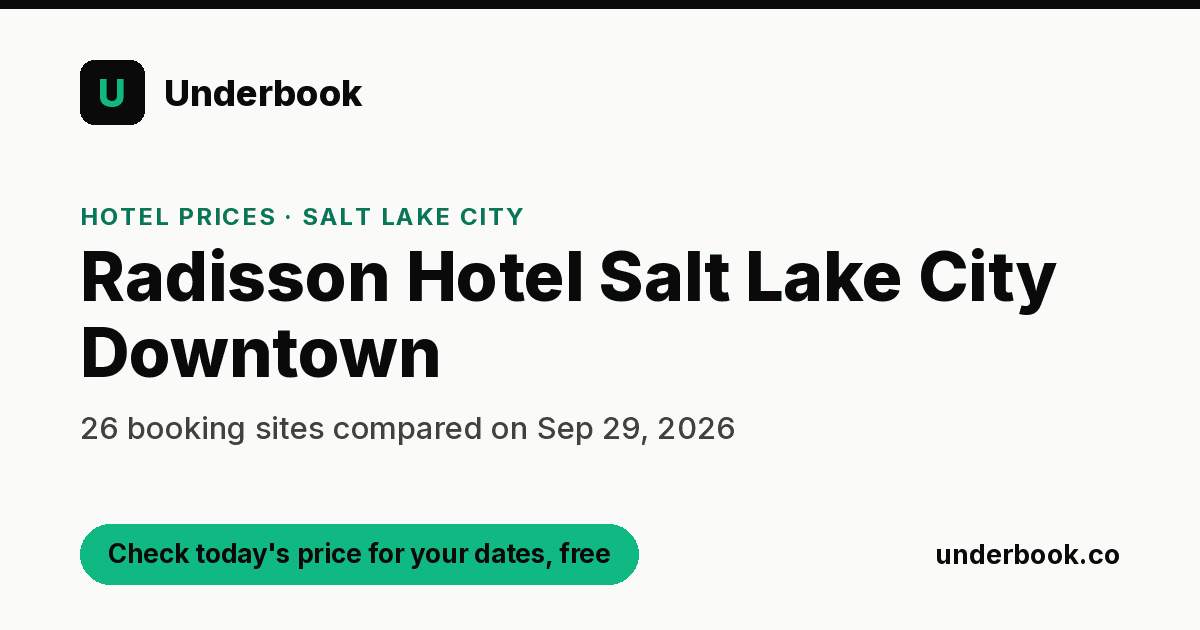 U Underbook
HOTEL PRICES · SALT LAKE CITY
Radisson Hotel Salt Lake City
Downtown
26 booking sites compared on Sep 29, 2026
Check today's price for your dates, free
underbook.co